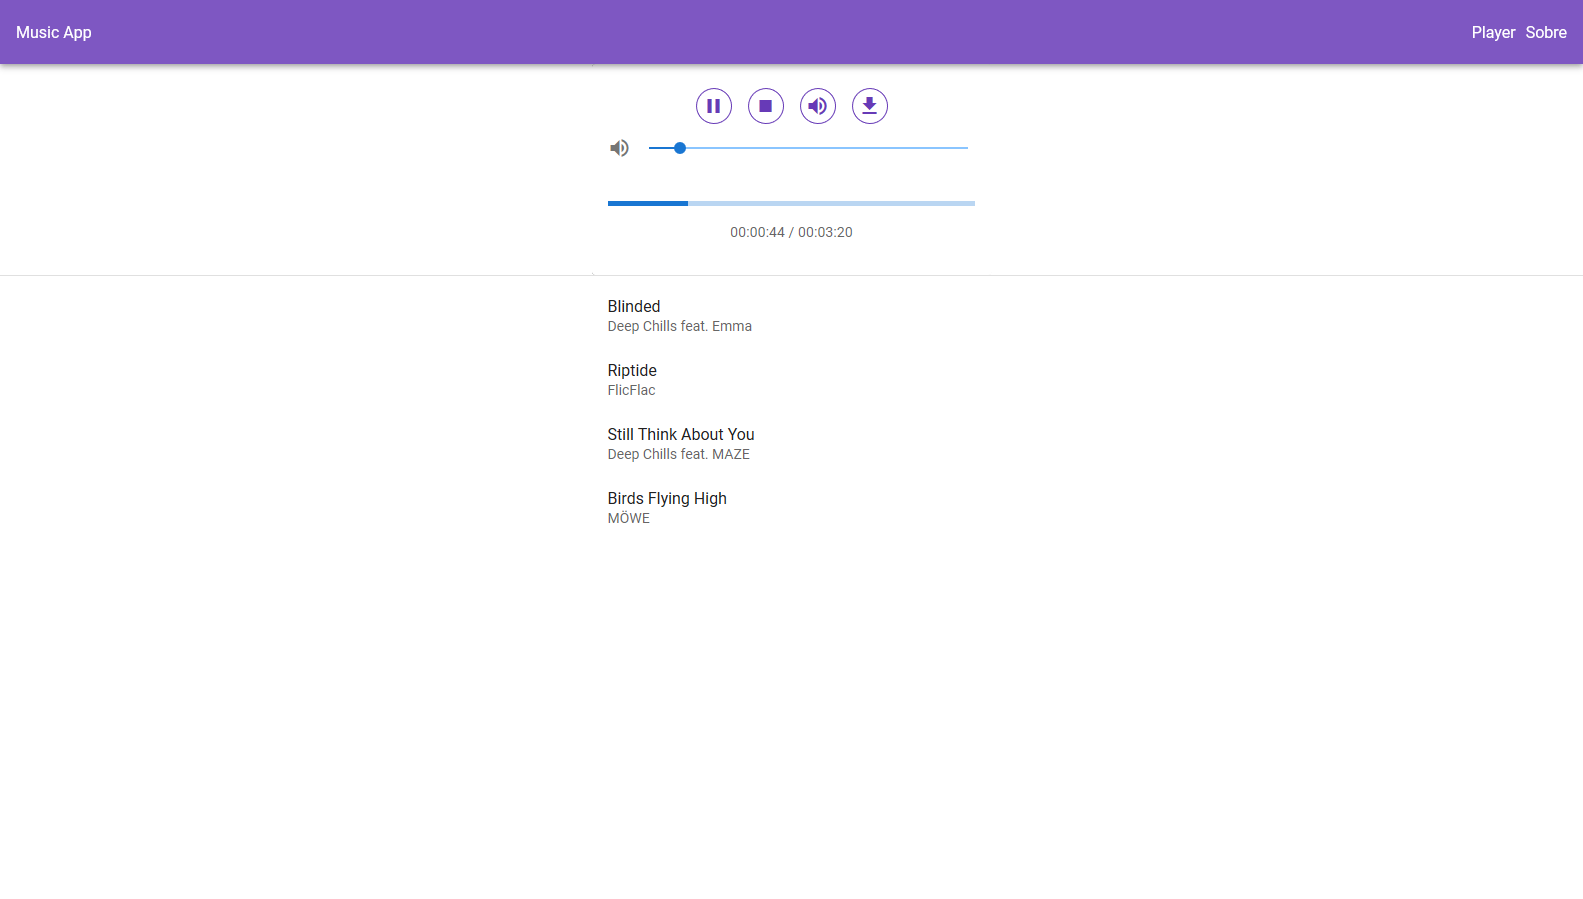 Music App
Player Sobre
00:00:44 / 00:03:20
Blinded
Deep Chills feat. Emma
Riptide
FlicFlac
Still Think About You
Deep Chills feat. MAZE
Birds Flying High
MÖWE